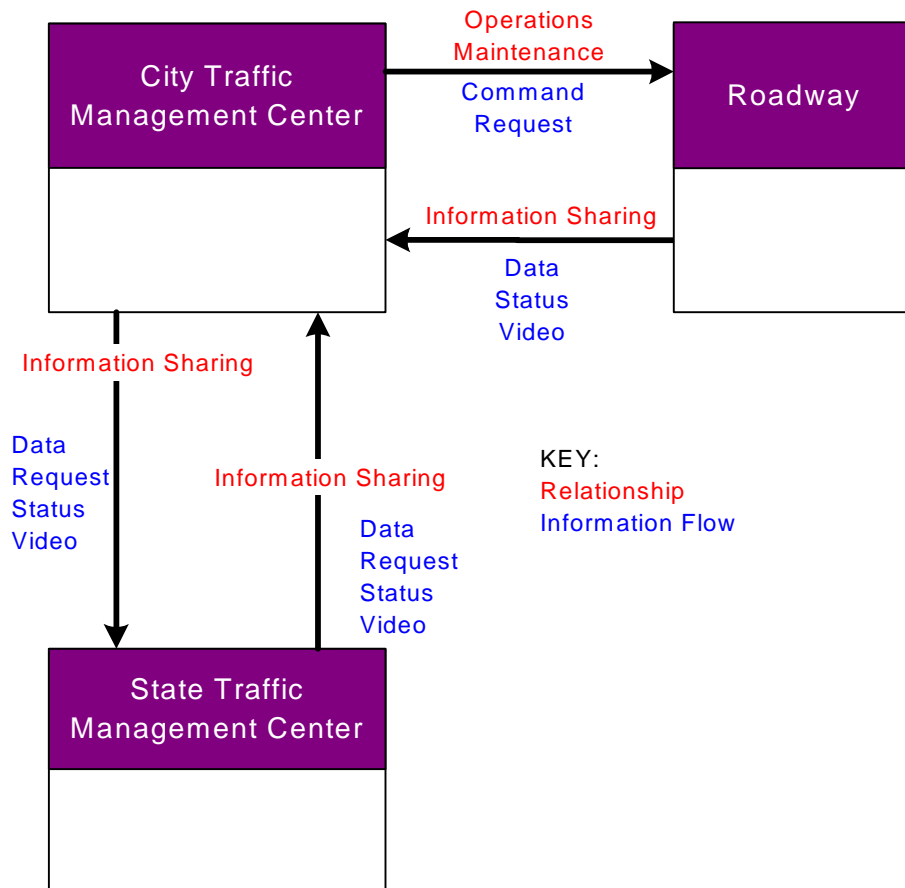 City Traffic
Management Center
Operations
Maintenance
Command
Request
Roadway
Information Sharing
Data
Status
Video
Information Sharing
Data
Request
Status
Video
Information Sharing
Data
Request
Status
Video
KEY:
Relationship
Information Flow
State Traffic
Management Center